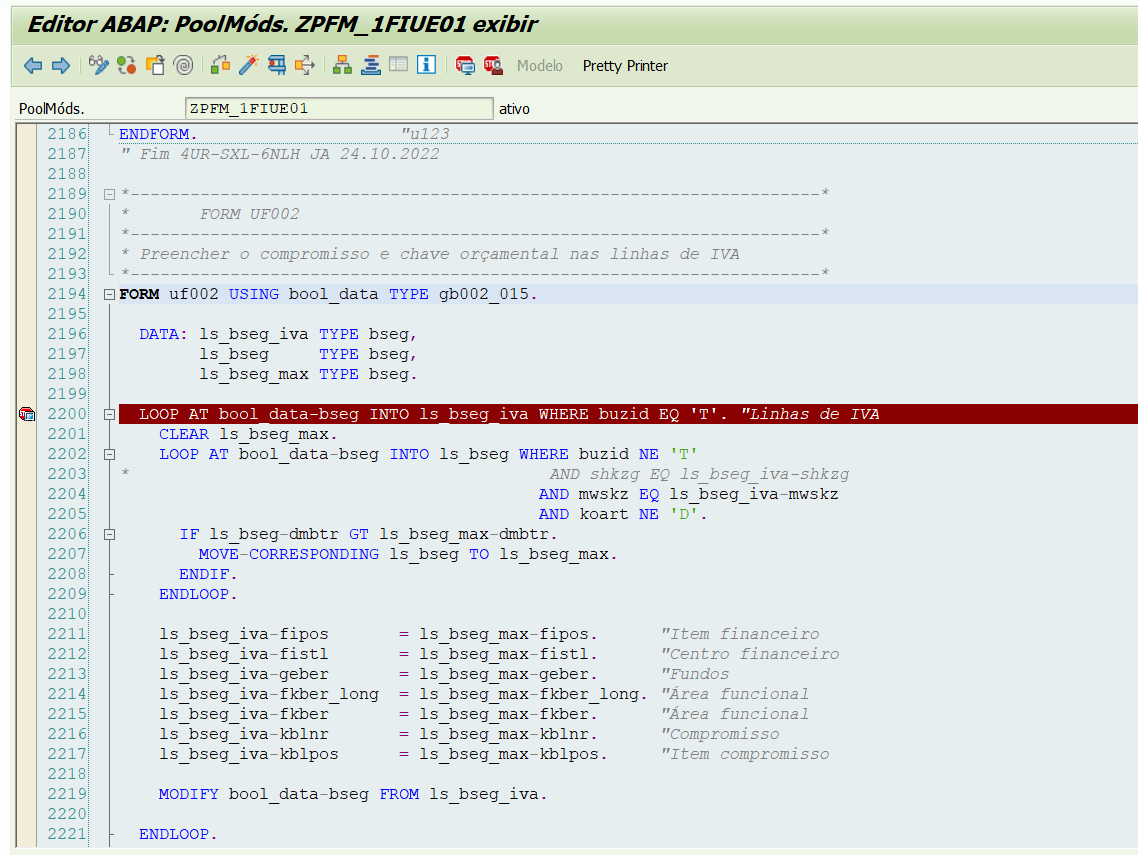 Editor ABAP: PoolMóds. ZPFM_1FIUE01 exibir
Modelo Pretty Printer
PoolMóds. ZPFM_1FIUE01 ativo
2186 ENDFORM. "u123
2187 " Fim 4UR-SXL-6NLH JA 24.10.2022
2188
2189 *---------------------------------------------------------------------*
2190 * FORM UF002
2191 *---------------------------------------------------------------------*
2192 * Preencher o compromisso e chave orçamental nas linhas de IVA
2193 *---------------------------------------------------------------------*
2194 FORM uf002 USING bool_data TYPE gb002_015.
2195
2196 DATA: ls_bseg_iva TYPE bseg,
2197 ls_bseg TYPE bseg,
2198 ls_bseg_max TYPE bseg.
2199
2200 LOOP AT bool_data-bseg INTO ls_bseg_iva WHERE buzid EQ 'T'. "Linhas de IVA
2201 CLEAR ls_bseg_max.
2202 LOOP AT bool_data-bseg INTO ls_bseg WHERE buzid NE 'T'
2203 * AND shkzg EQ ls_bseg_iva-shkzg
2204 AND mwskz EQ ls_bseg_iva-mwskz
2205 AND koart NE 'D'.
2206 IF ls_bseg-dmbtr GT ls_bseg_max-dmbtr.
2207 MOVE-CORRESPONDING ls_bseg TO ls_bseg_max.
2208 ENDIF.
2209 ENDLOOP.
2210
2211 ls_bseg_iva-fipos = ls_bseg_max-fipos. "Item financeiro
2212 ls_bseg_iva-fistl = ls_bseg_max-fistl. "Centro financeiro
2213 ls_bseg_iva-geber = ls_bseg_max-geber. "Fundos
2214 ls_bseg_iva-fkber_long = ls_bseg_max-fkber_long. "Área funcional
2215 ls_bseg_iva-fkber = ls_bseg_max-fkber. "Área funcional
2216 ls_bseg_iva-kblnr = ls_bseg_max-kblnr. "Compromisso
2217 ls_bseg_iva-kblpos = ls_bseg_max-kblpos. "Item compromisso
2218
2219 MODIFY bool_data-bseg FROM ls_bseg_iva.
2220
2221 ENDLOOP.